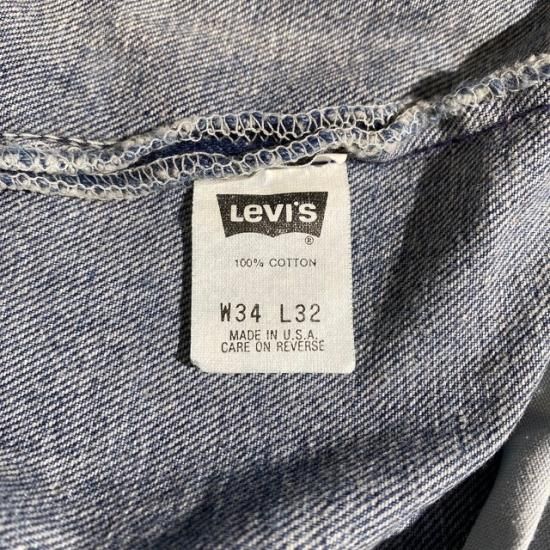 Levi's
®
100% COTTON
W34 L32
MADE IN U.S.A.
CARE ON REVERSE